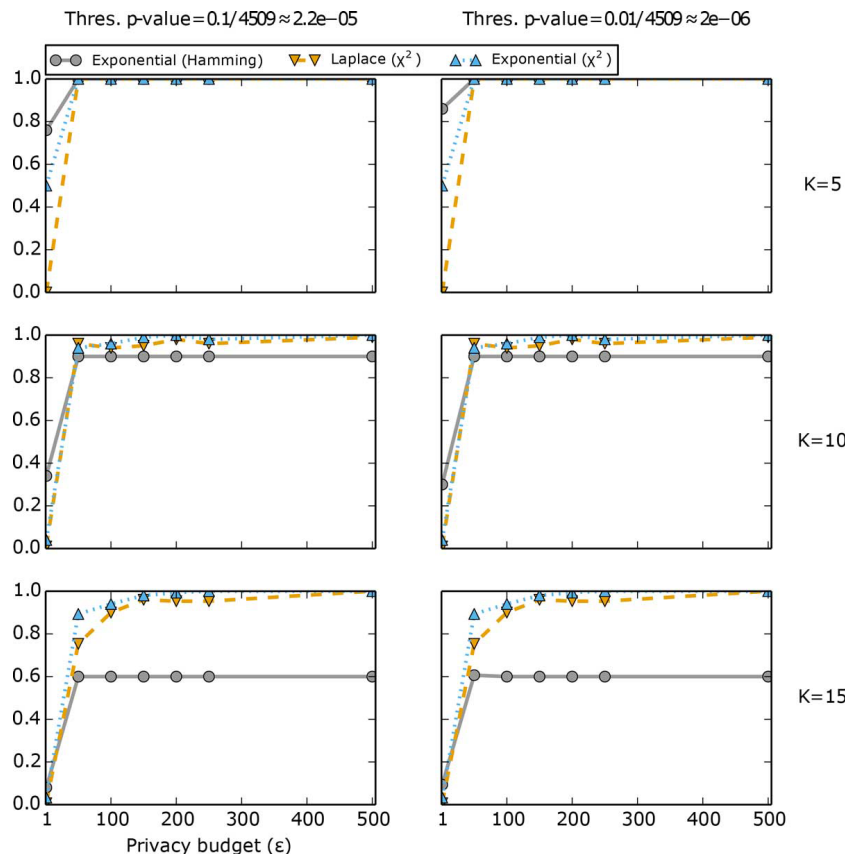 Thres. p-value=0.1/4509≈2.2e-05 Thres. p-value=0.01/4509≈2e-06
Exponential (Hamming) Laplace (χ²) Exponential (χ²)
1.0
0.8
0.6
0.4
0.2
0.0
K=5
1.0
0.8
0.6
0.4
0.2
0.0
K=10
1.0
0.8
0.6
0.4
0.2
0.0
K=15
1 100 200 300 400 500 1 100 200 300 400 500
Privacy budget (ε)